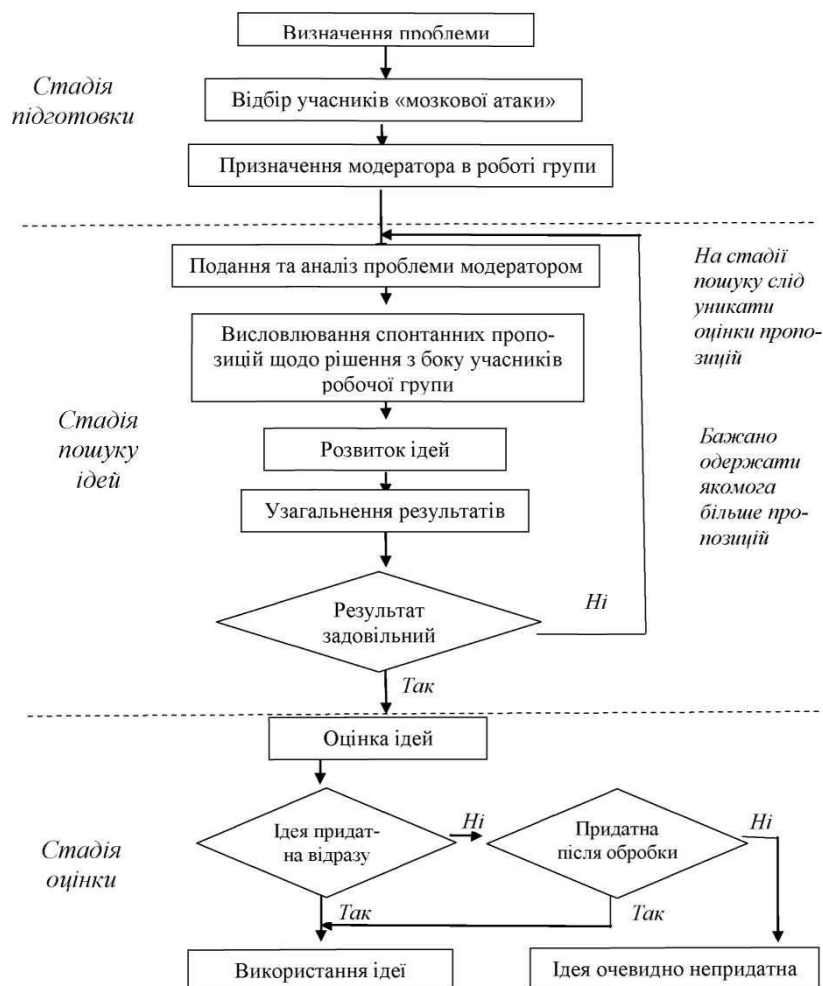 Визначення проблеми
Стадія
підготовки
Відбір учасників «мозкової атаки»
Призначення модератора в роботі групи
Подання та аналіз проблеми модератором
На стадії
пошуку слід
уникати
оцінки пропо-
зицій
Висловлювання спонтанних пропо-
зицій щодо рішення з боку учасників
робочої групи
Стадія
пошуку
ідей
Розвиток ідей
Бажано
одержати
якомога
більше про-
позицій
Узагальнення результатів
Результат
задовільний
Ні
Так
Оцінка ідей
Стадія
оцінки
Ідея придат-
на відразу
Ні
Придатна
після обробки
Ні
Так
Так
Використання ідеї
Ідея очевидно непридатна